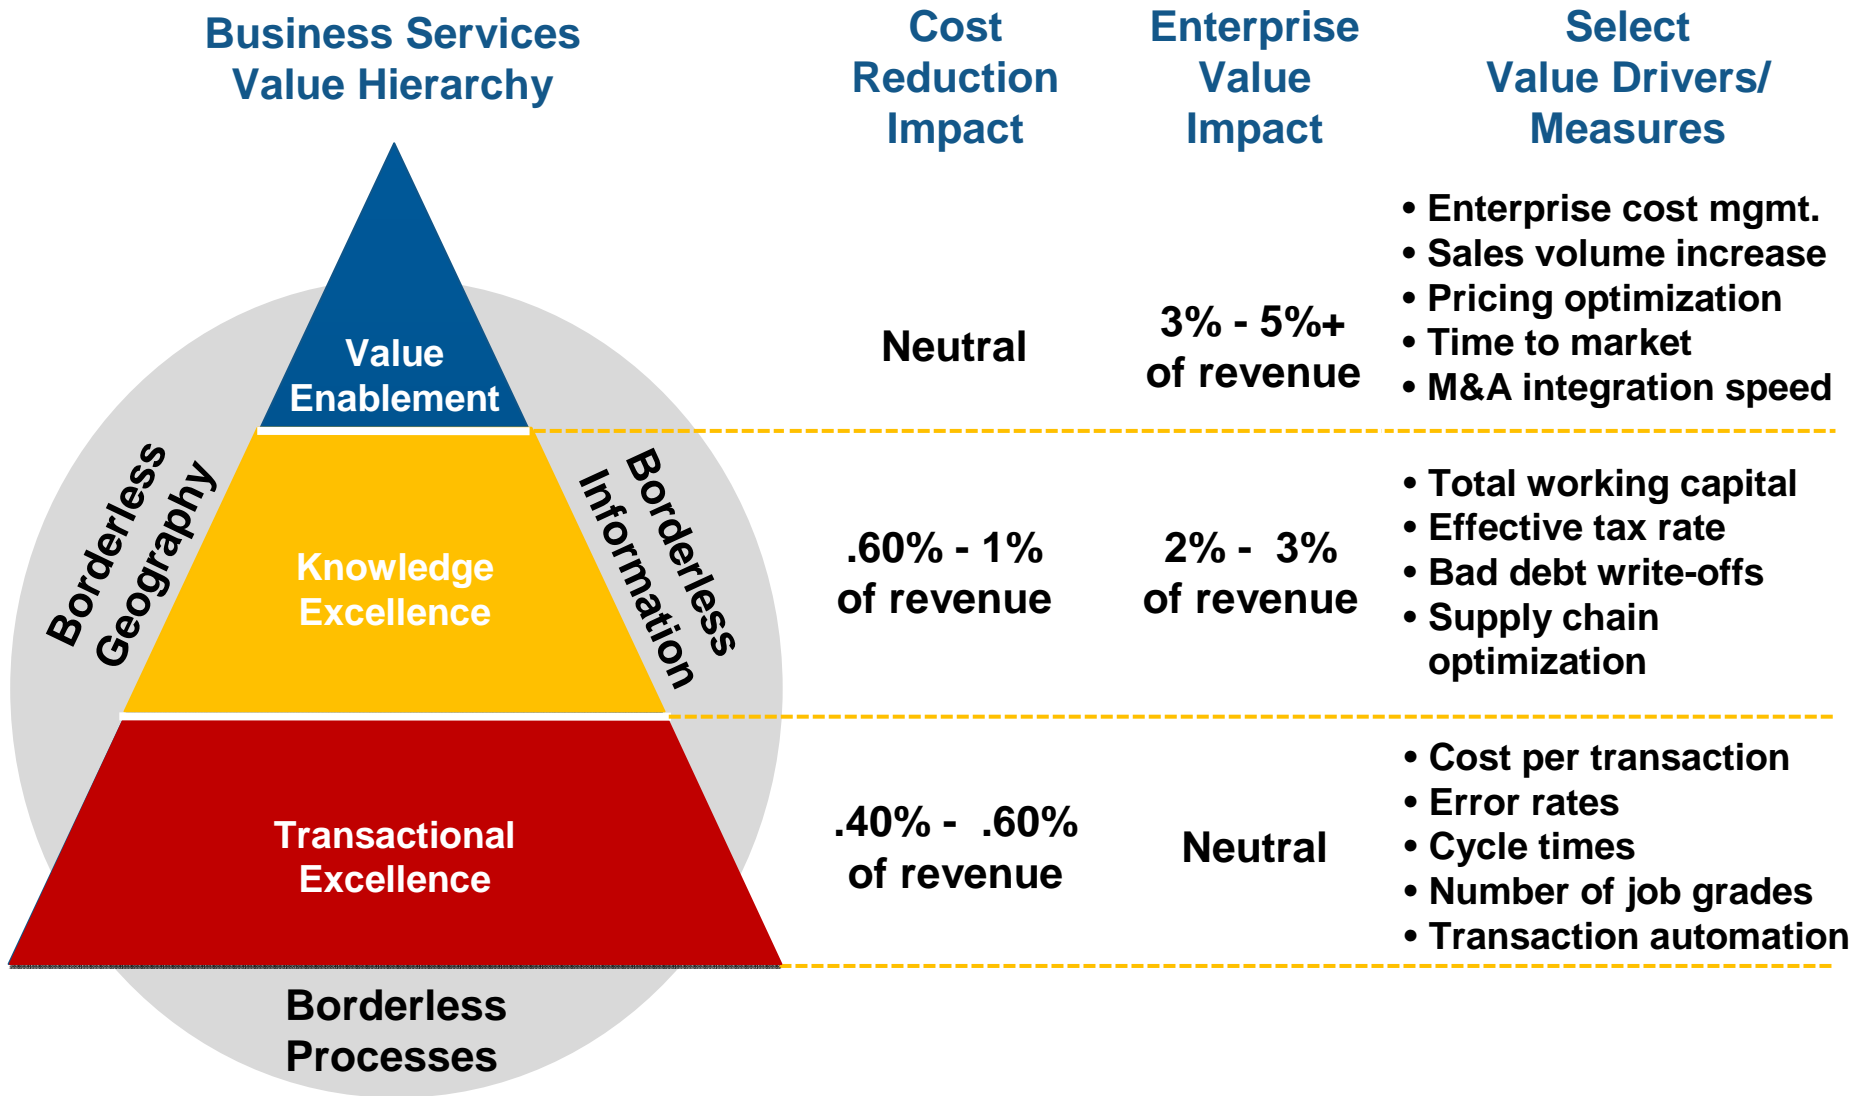 Business Services
Value Hierarchy
Cost
Reduction
Impact
Enterprise
Value
Impact
Select
Value Drivers/
Measures
Value
Enablement
Neutral
3% - 5%+
of revenue
• Enterprise cost mgmt.
• Sales volume increase
• Pricing optimization
• Time to market
• M&A integration speed
Borderless
Geography
Borderless
Information
Knowledge
Excellence
.60% - 1%
of revenue
2% -  3%
of revenue
• Total working capital
• Effective tax rate
• Bad debt write-offs
• Supply chain
optimization
Transactional
Excellence
.40% -  .60%
of revenue
Neutral
• Cost per transaction
• Error rates
• Cycle times
• Number of job grades
• Transaction automation
Borderless
Processes